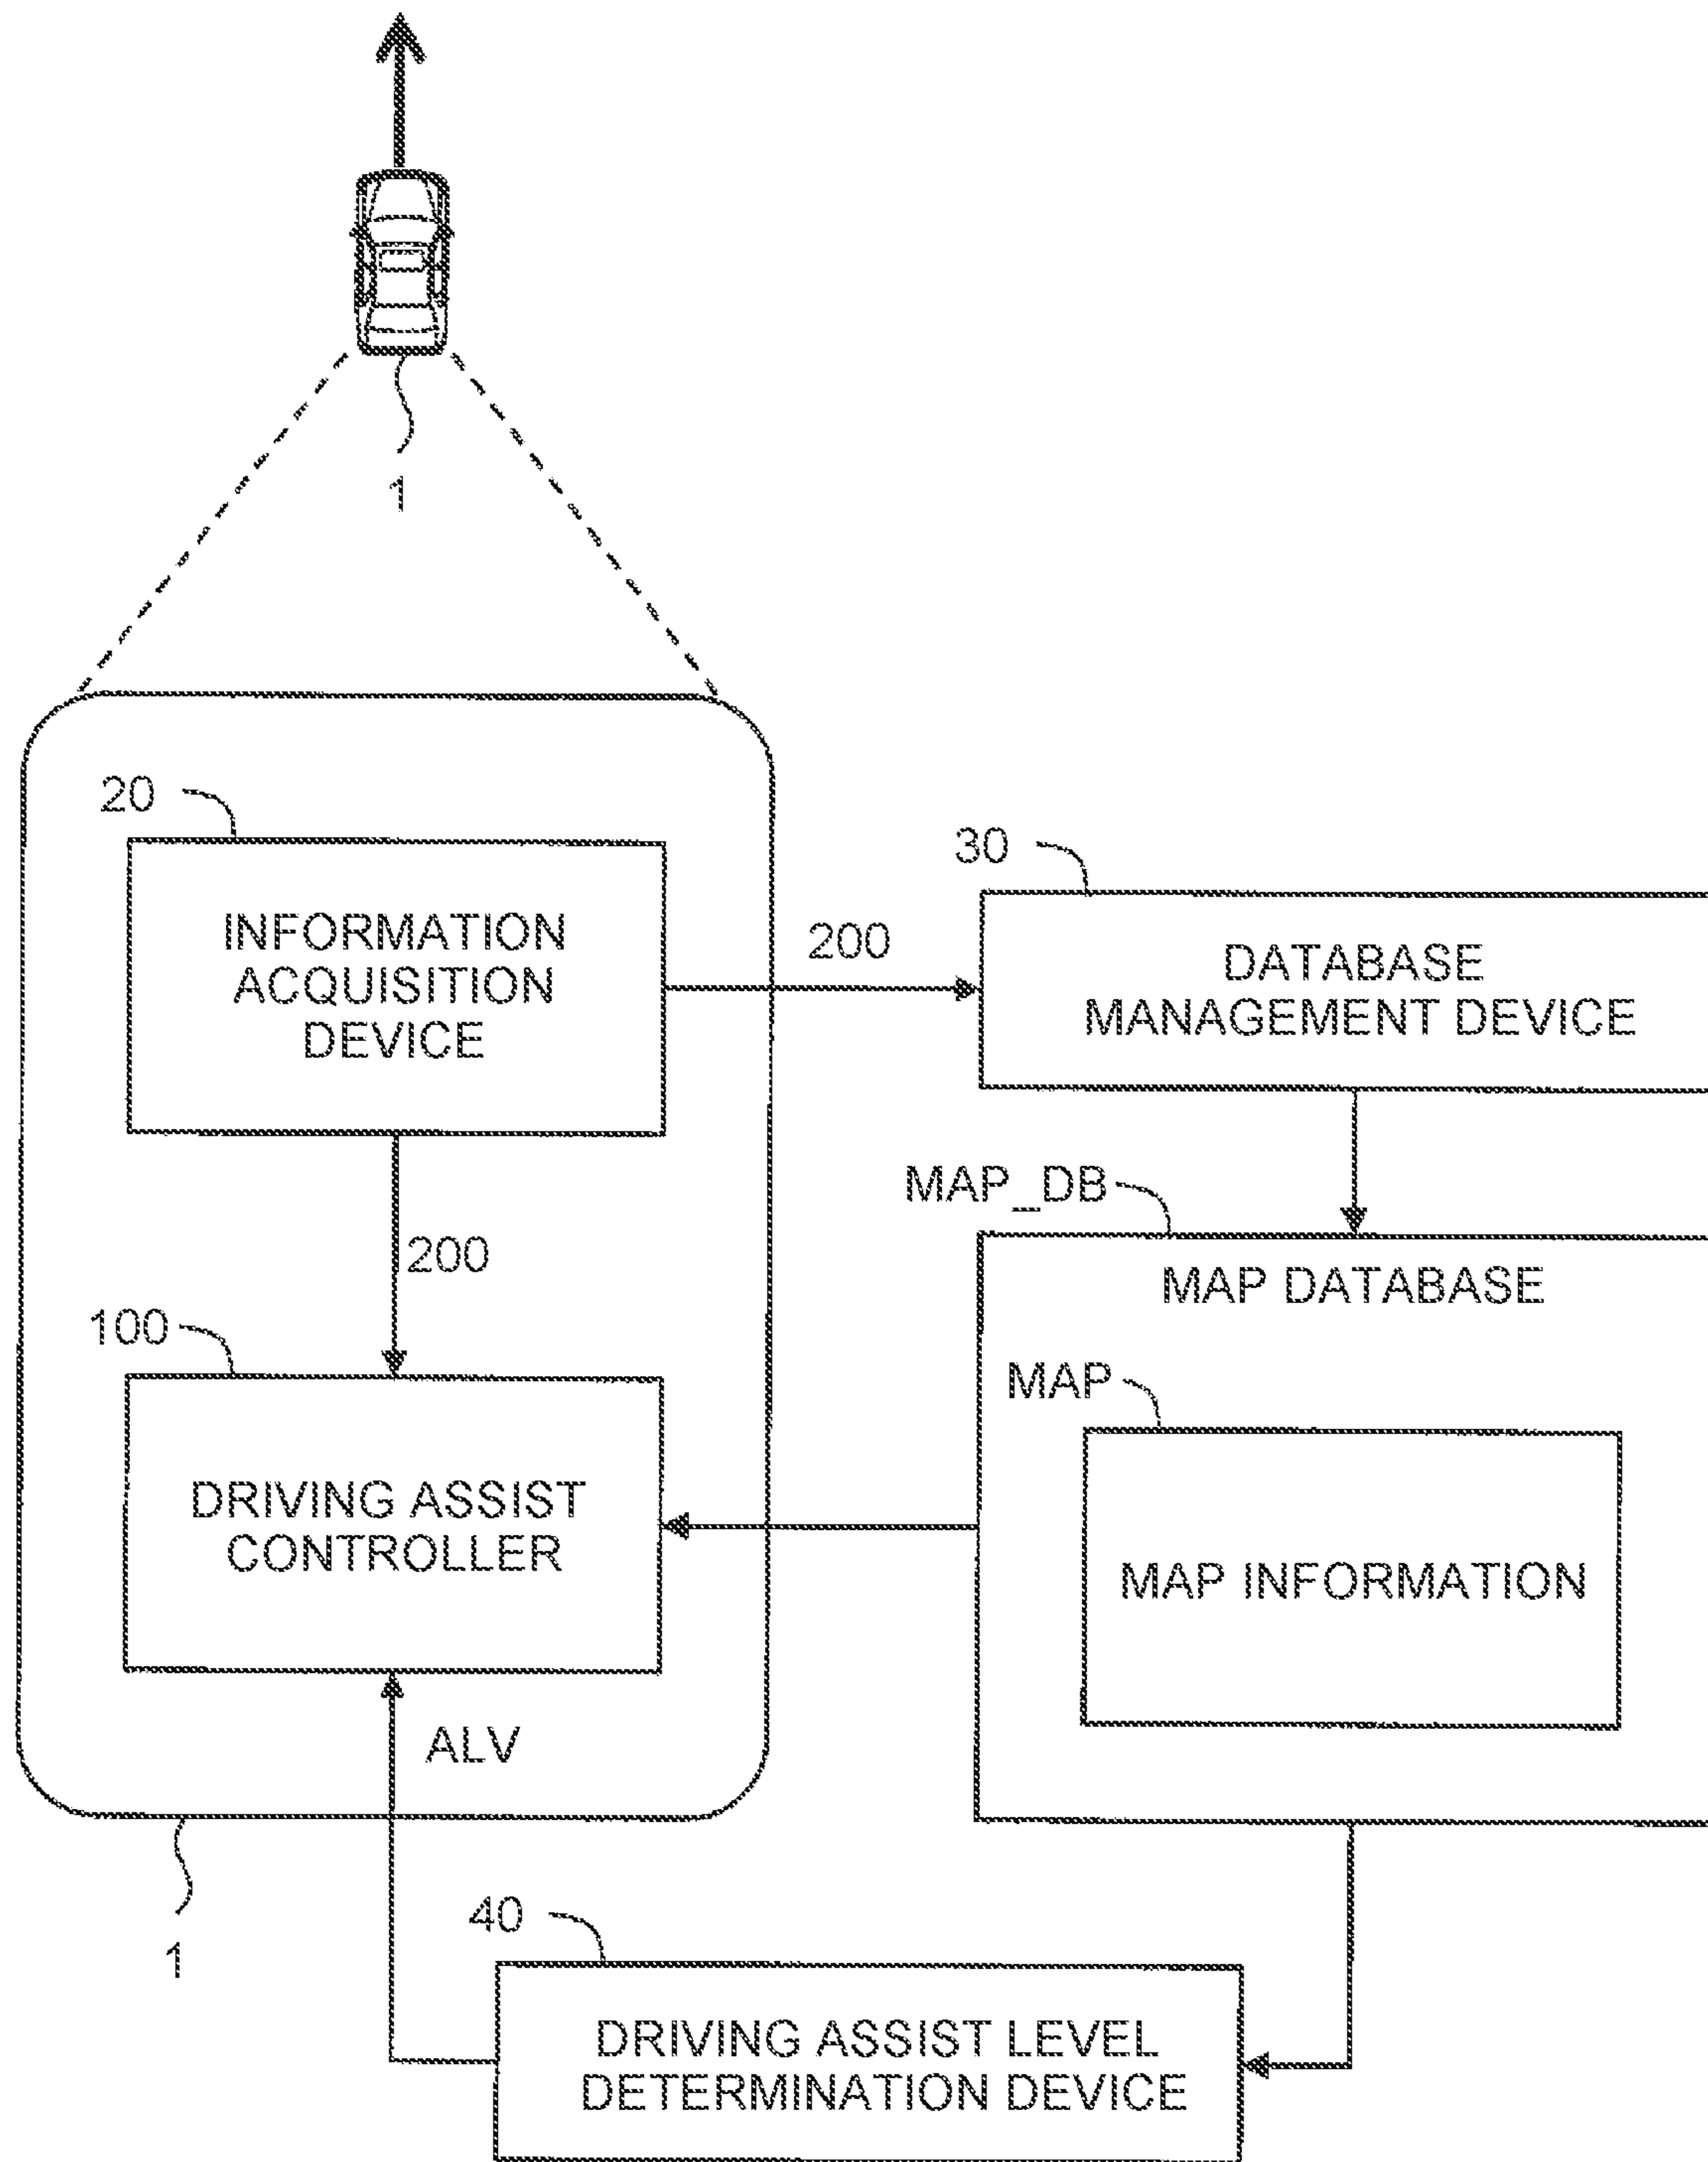 1
20
INFORMATION
ACQUISITION
DEVICE
200
30
DATABASE
MANAGEMENT DEVICE
200
MAP_DB
MAP DATABASE
100
DRIVING ASSIST
CONTROLLER
MAP
MAP INFORMATION
ALV
1
40
DRIVING ASSIST LEVEL
DETERMINATION DEVICE